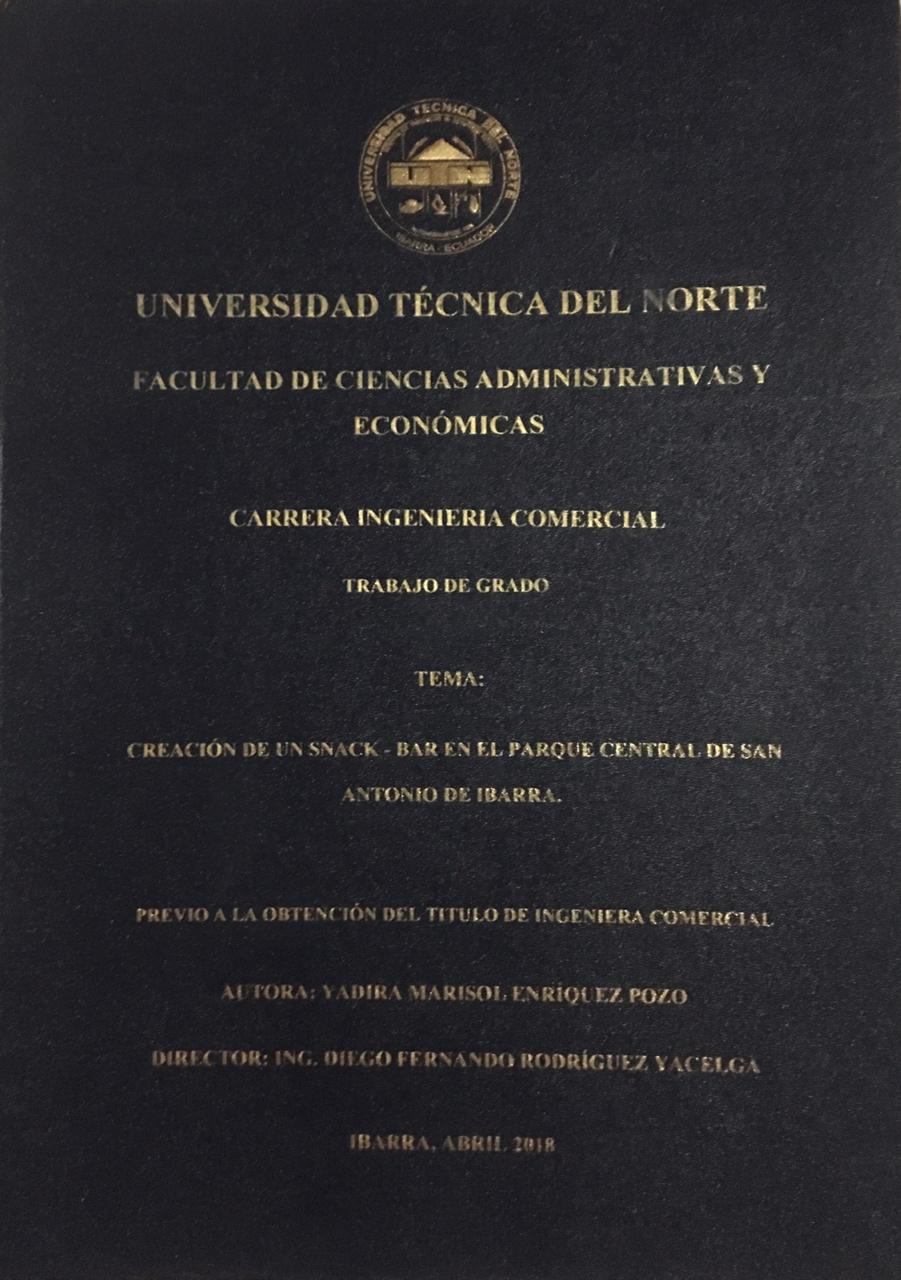 UNIVERSIDAD TECNICA DEL NORTE
UTN
IBARRA - ECUADOR
UNIVERSIDAD TÉCNICA DEL NORTE
FACULTAD DE CIENCIAS ADMINISTRATIVAS Y
ECONÓMICAS
CARRERA INGENIERIA COMERCIAL
TRABAJO DE GRADO
TEMA:
CREACIÓN DE UN SNACK - BAR EN EL PARQUE CENTRAL DE SAN
ANTONIO DE IBARRA.
PREVIO A LA OBTENCIÓN DEL TITULO DE INGENIERA COMERCIAL
AUTORA: YADIRA MARISOL ENRÍQUEZ POZO
DIRECTOR: ING. DIEGO FERNANDO RODRÍGUEZ YACELGA
IBARRA, ABRIL 2018